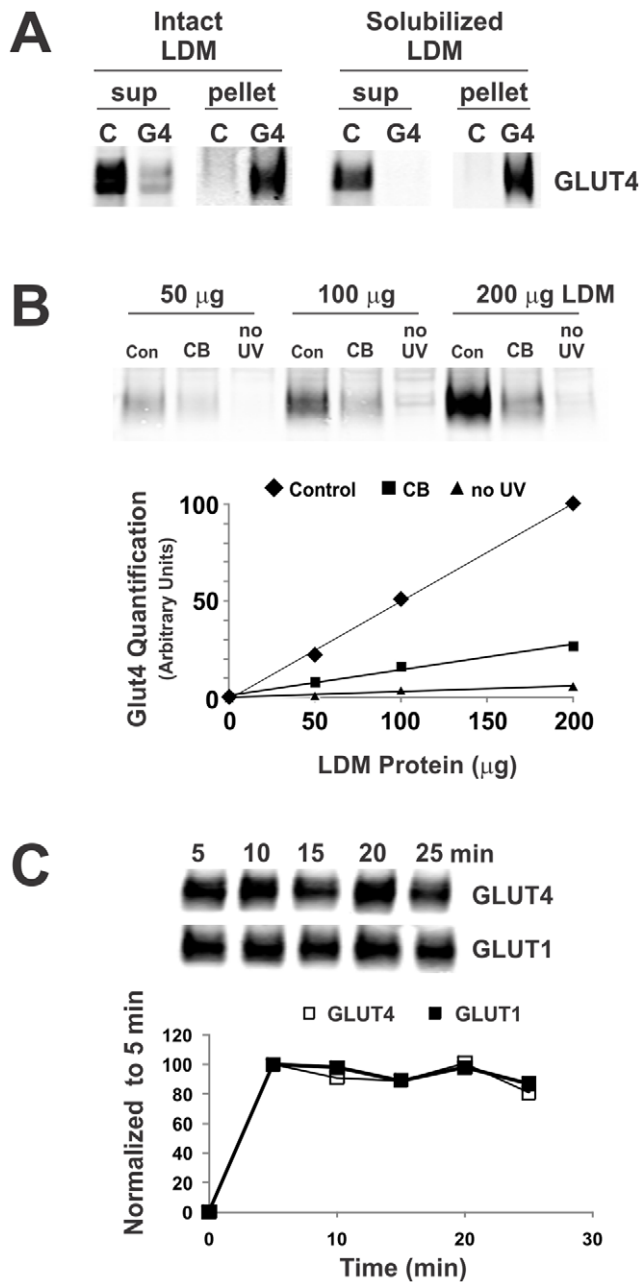 A
Intact LDM
Solubilized LDM
sup pellet sup pellet
C G4 C G4 C G4 C G4
GLUT4
B
50 μg 100 μg 200 μg LDM
Con CB no UV Con CB no UV Con CB no UV
Control CB no UV
Glut4 Quantification
(Arbitrary Units)
100
50
0
0 50 100 150 200
LDM Protein (μg)
C
5 10 15 20 25 min
GLUT4
GLUT1
GLUT4 GLUT1
Normalized to 5 min
120
100
80
60
40
20
0
0 10 20 30
Time (min)